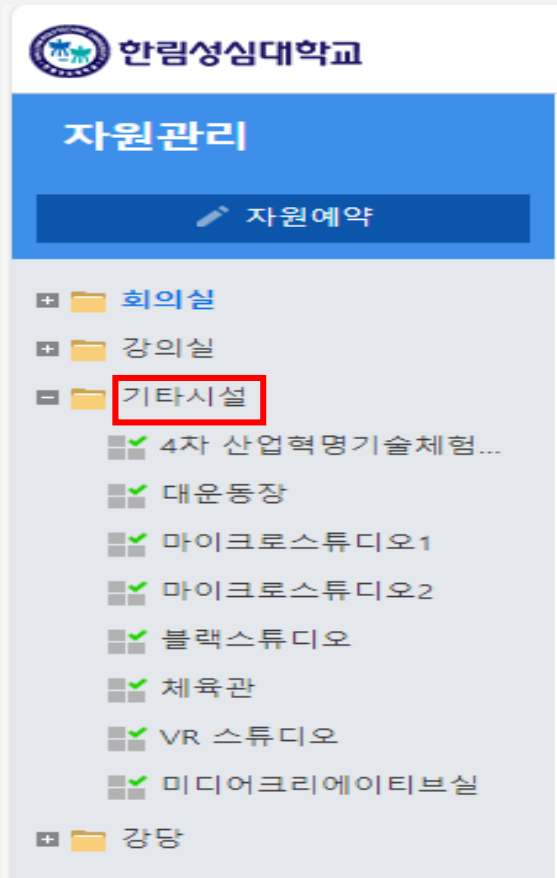 한림성심대학교
자원관리
자원예약
회의실
강의실
기타시설
4차 산업혁명기술체험...
대운동장
마이크로스튜디오1
마이크로스튜디오2
블랙스튜디오
체육관
VR 스튜디오
미디어크리에이티브실
강당